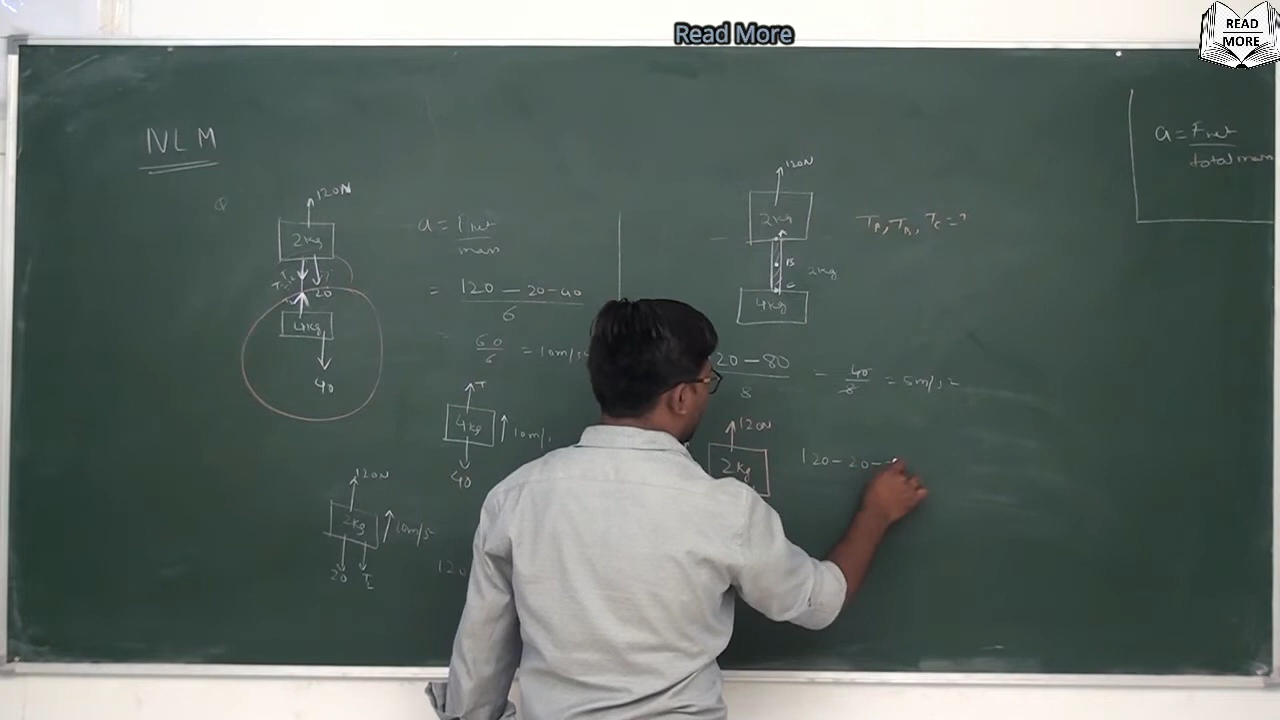 Read More
READ
MORE
NLM
Q
120N
2kg
20
4kg
40
a = Fnet
mass
= 120 - 20 - 40
6
60
6
= 10m/s
T
4kg
10m/
40
120N
2kg
10m/s²
20
T
120
120N
2kg
B
C
2kg
4kg
TA, TB, TC = ?
20 - 80
8
- 40
8
= 5m/s²
120N
2kg
120 - 20 -
a = Fnet
total mass